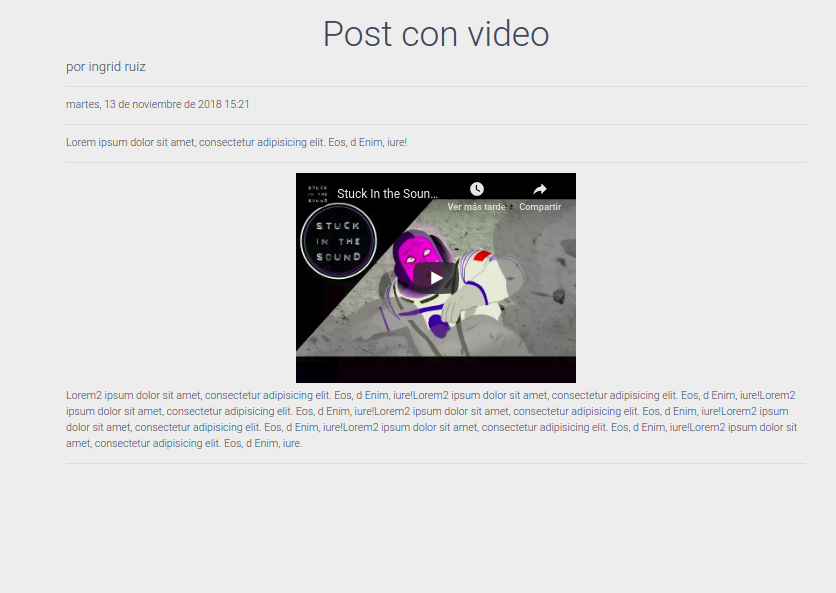 Post con video
por ingrid ruiz
martes, 13 de noviembre de 2018 15:21
Lorem ipsum dolor sit amet, consectetur adipisicing elit. Eos, d Enim, iure!
STUCK
IN THE
SOUND
Stuck In the Soun...
Ver más tarde
Compartir
STUCK
IN THE
SOUND
Lorem2 ipsum dolor sit amet, consectetur adipisicing elit. Eos, d Enim, iure!Lorem2 ipsum dolor sit amet, consectetur adipisicing elit. Eos, d Enim, iure!Lorem2
ipsum dolor sit amet, consectetur adipisicing elit. Eos, d Enim, iure!Lorem2 ipsum dolor sit amet, consectetur adipisicing elit. Eos, d Enim, iure!Lorem2 ipsum
dolor sit amet, consectetur adipisicing elit. Eos, d Enim, iure!Lorem2 ipsum dolor sit amet, consectetur adipisicing elit. Eos, d Enim, iure!Lorem2 ipsum dolor sit
amet, consectetur adipisicing elit. Eos, d Enim, iure.